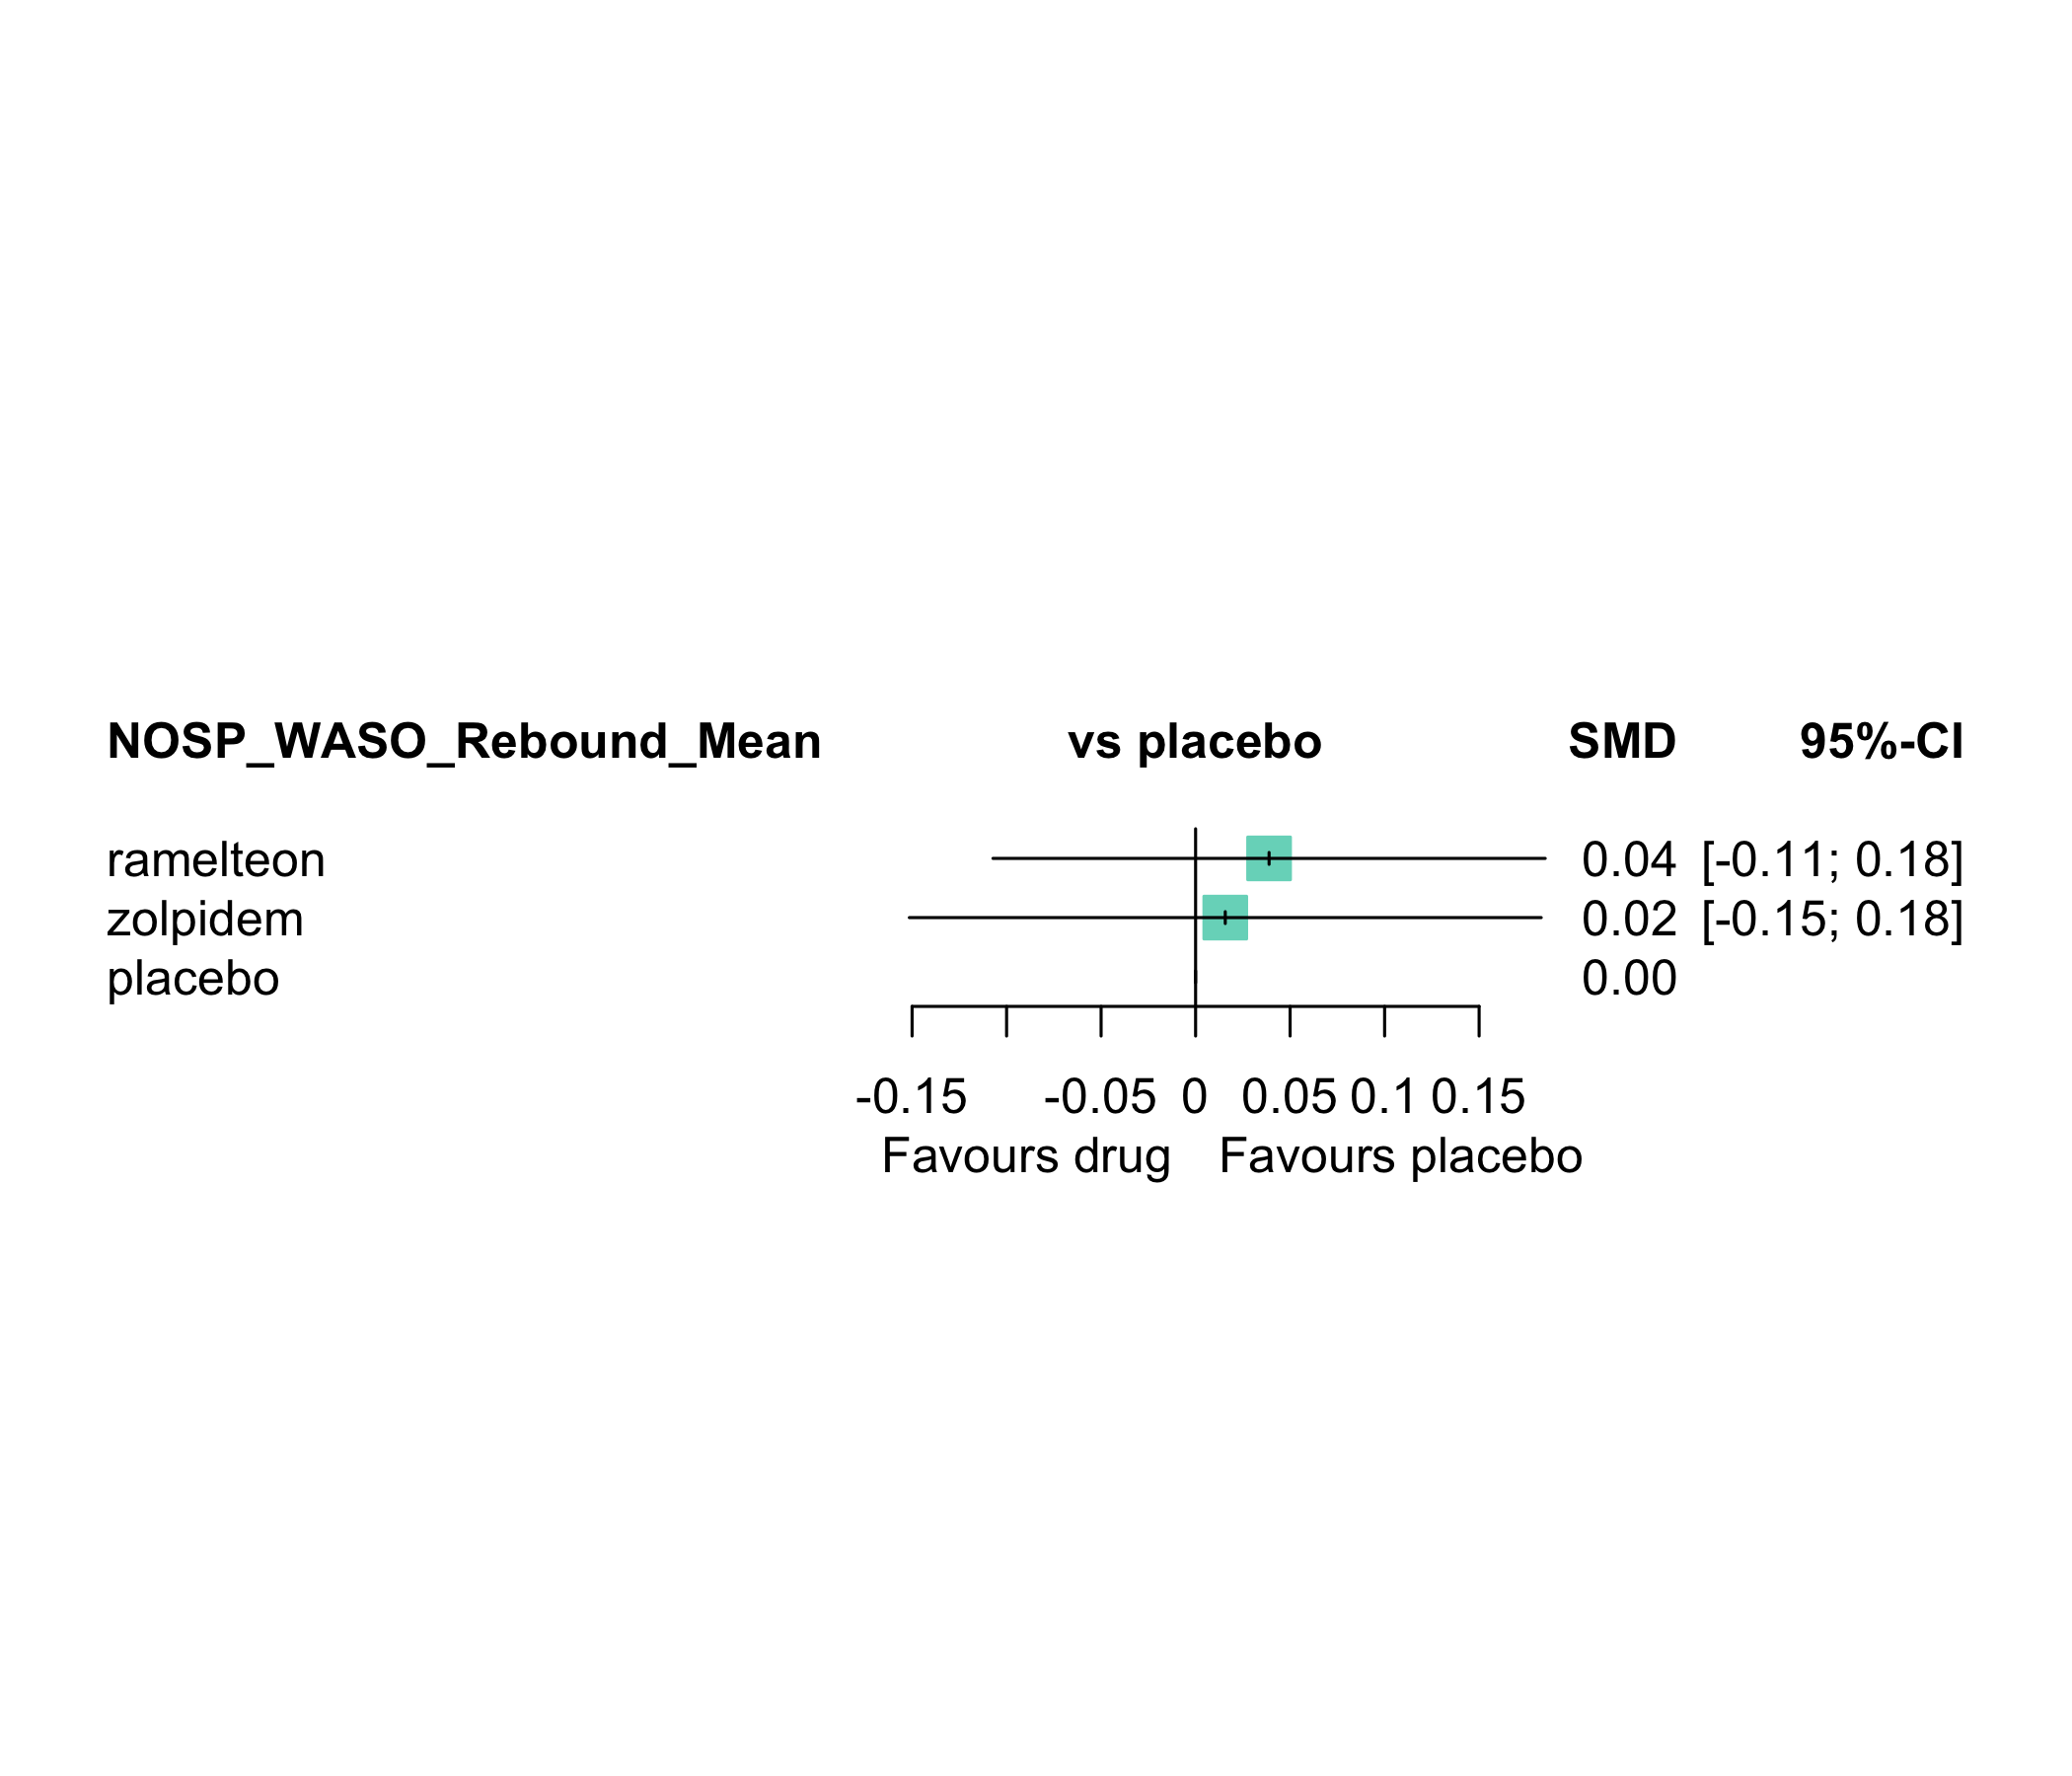 NOSP_WASO_Rebound_Mean vs placebo SMD 95%-CI
ramelteon 0.04 [-0.11; 0.18]
zolpidem 0.02 [-0.15; 0.18]
placebo 0.00
-0.15 -0.05 0 0.05 0.1 0.15
Favours drug Favours placebo